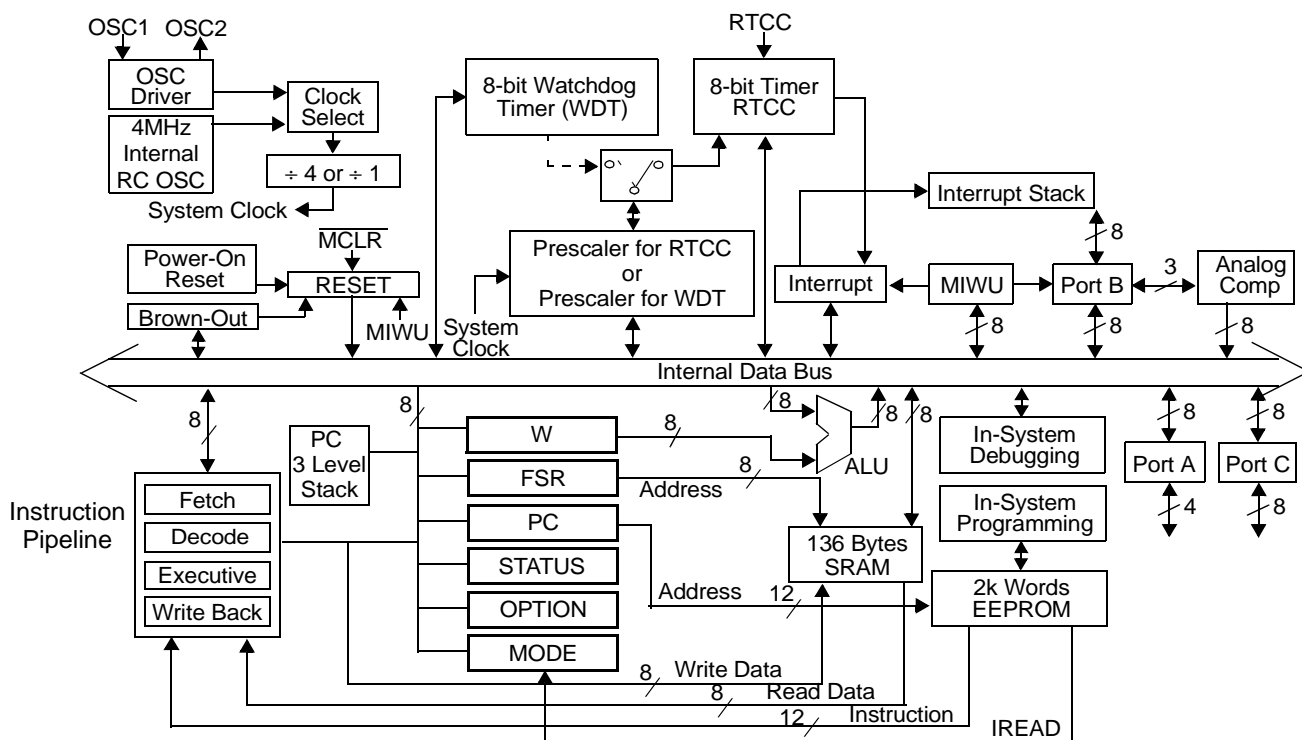 OSC1
OSC2
RTCC
OSC
Driver
Clock
Select
4MHz
Internal
RC OSC
÷ 4 or ÷ 1
System Clock
8-bit Watchdog
Timer (WDT)
8-bit Timer
RTCC
Interrupt Stack
8
MCLR
Power-On
Reset
RESET
Brown-Out
MIWU
System
Clock
Prescaler for RTCC
or
Prescaler for WDT
Interrupt
MIWU
Port B
3
Analog
Comp
8
8
8
Internal Data Bus
8
8
8
8
8
8
8
PC
3 Level
Stack
W
8
FSR
8
Address
ALU
In-System
Debugging
Port A
Port C
4
8
Instruction
Pipeline
Fetch
Decode
Executive
Write Back
PC
STATUS
OPTION
MODE
In-System
Programming
136 Bytes
SRAM
Address
12
2k Words
EEPROM
8
Write Data
8
Read Data
12
Instruction
IREAD